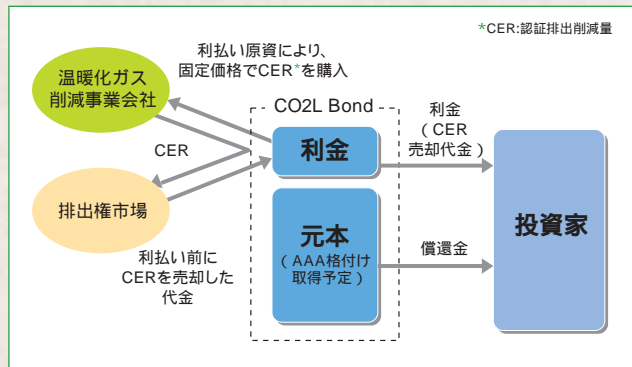 *CER:認証排出削減量
利払い原資により、
固定価格でCER*を購入
温暖化ガス
削減事業会社
CO2L Bond
利金
(CER
売却代金)
CER
利金
排出権市場
元本
(AAA格付け
取得予定)
投資家
利払い前に
CERを売却した
代金
償還金